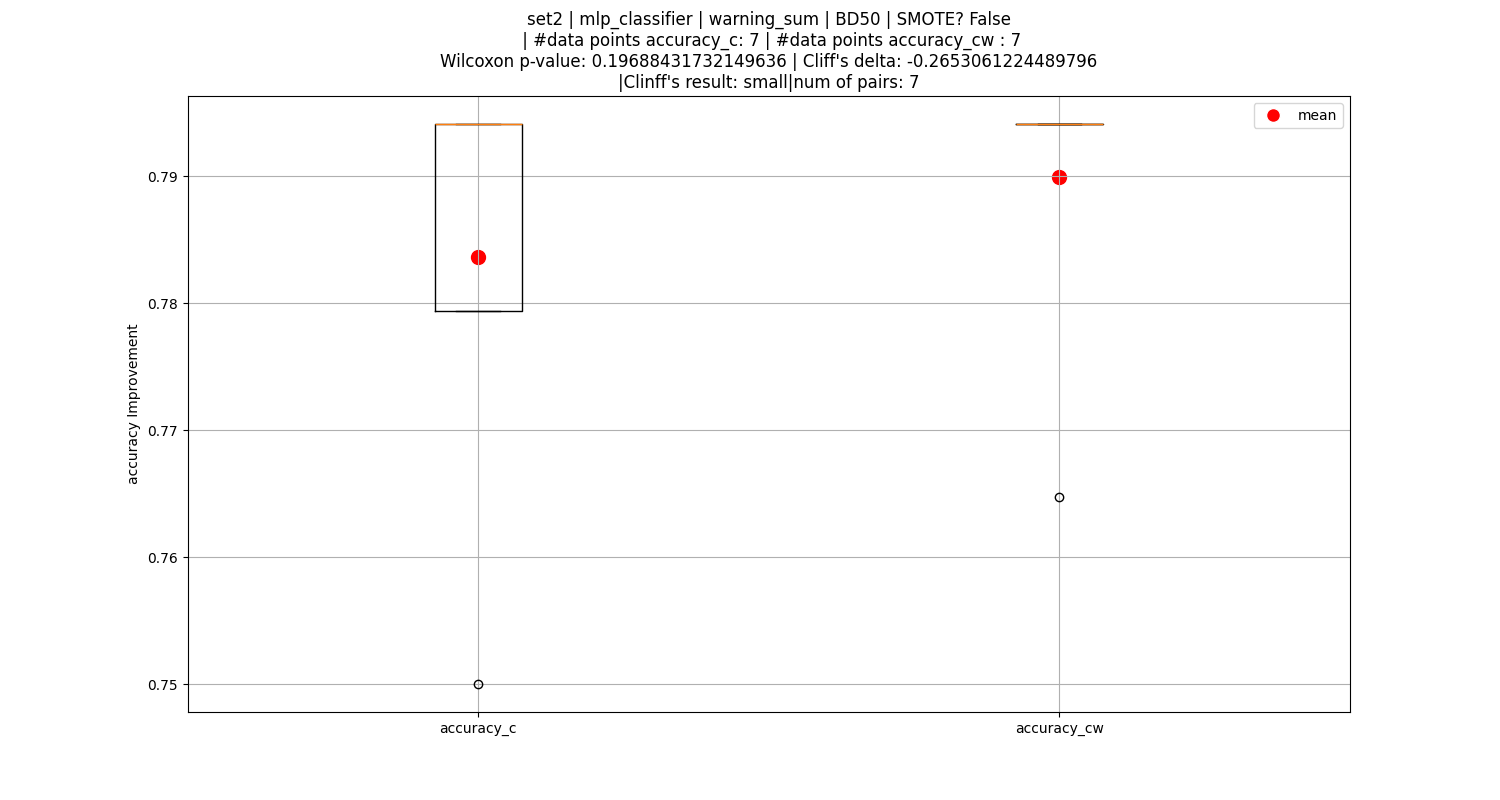 set2 | mlp_classifier | warning_sum | BD50 | SMOTE? False
| #data points accuracy_c: 7 | #data points accuracy_cw : 7
Wilcoxon p-value: 0.19688431732149636 | Cliff's delta: -0.2653061224489796
|Clinff's result: small|num of pairs: 7
mean
0.79
0.78
0.77
0.76
0.75
accuracy Improvement
accuracy_c
accuracy_cw